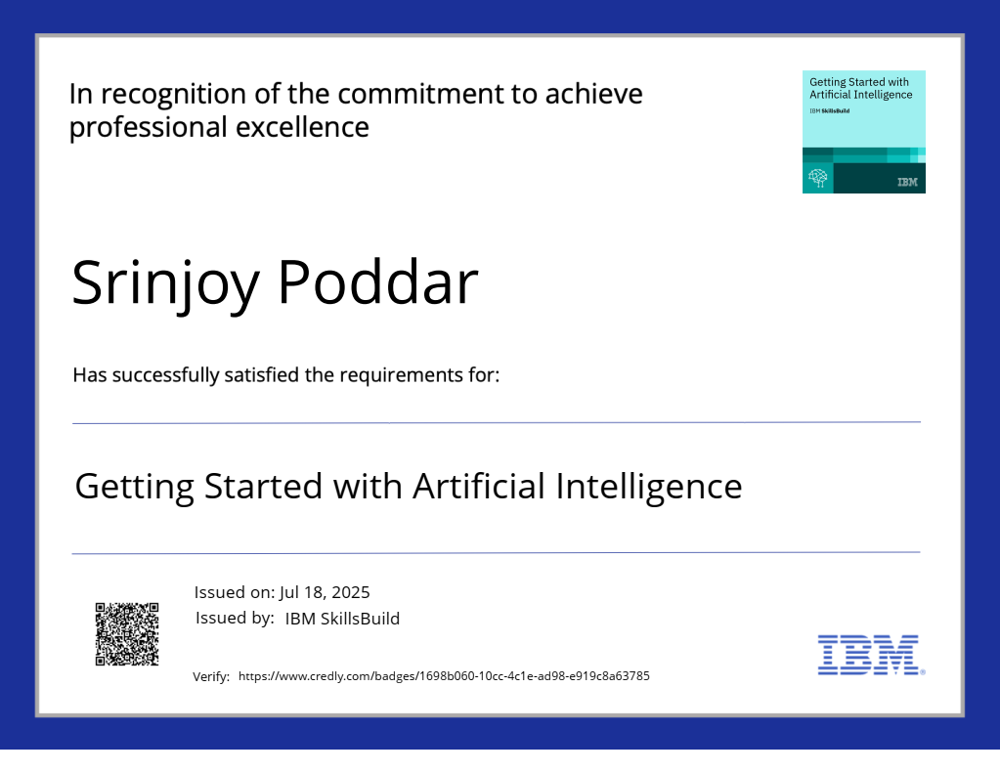 In recognition of the commitment to achieve
professional excellence
Getting Started with
Artificial Intelligence
IBM SkillsBuild
IBM
Srinjoy Poddar
Has successfully satisfied the requirements for:
Getting Started with Artificial Intelligence
Issued on: Jul 18, 2025
Issued by: IBM SkillsBuild
Verify: https://www.credly.com/badges/1698b060-10cc-4c1e-ad98-e919c8a63785
IBM®